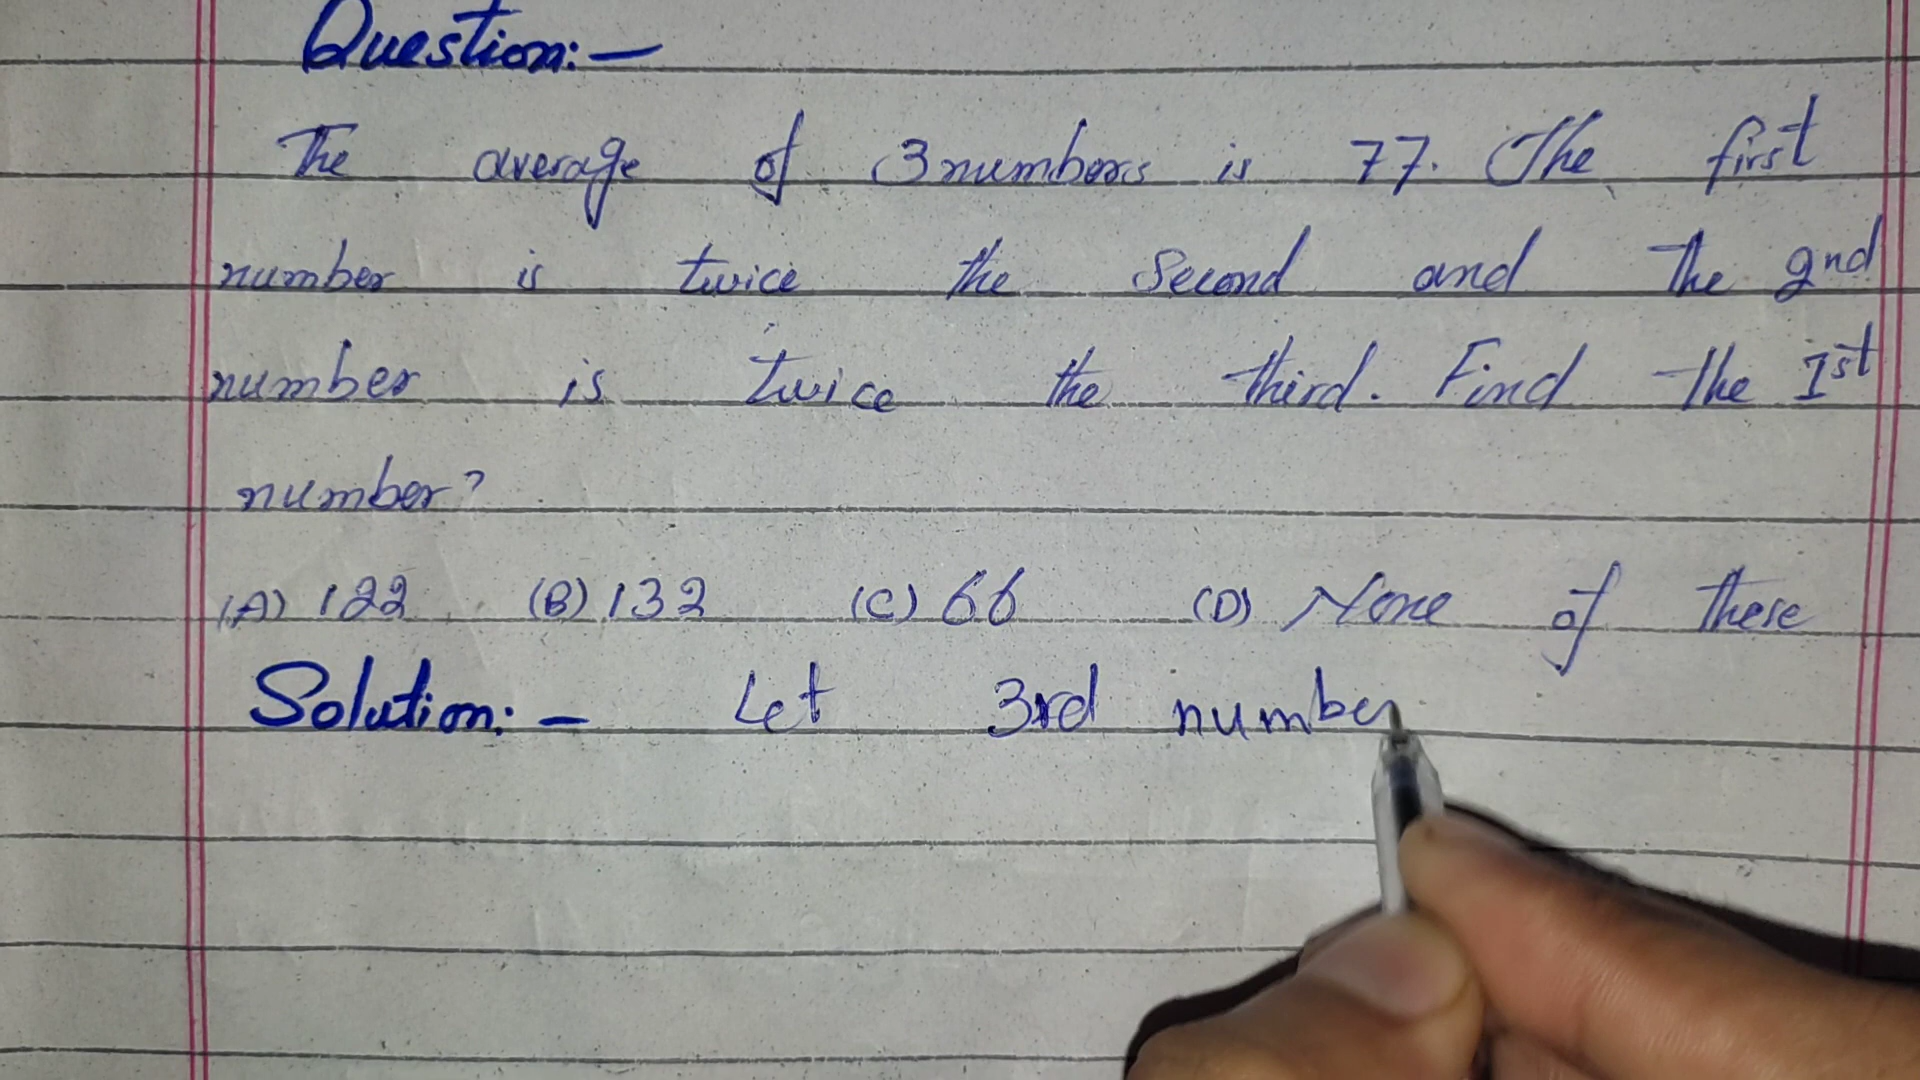 Question:-
The average of 3 numbers is 77. The first
number is twice the second and the 2nd
number is twice the third. Find the 1st
number?
(A) 122 (B) 132 (C) 66 (D) None of these
Solution:- Let 3rd number